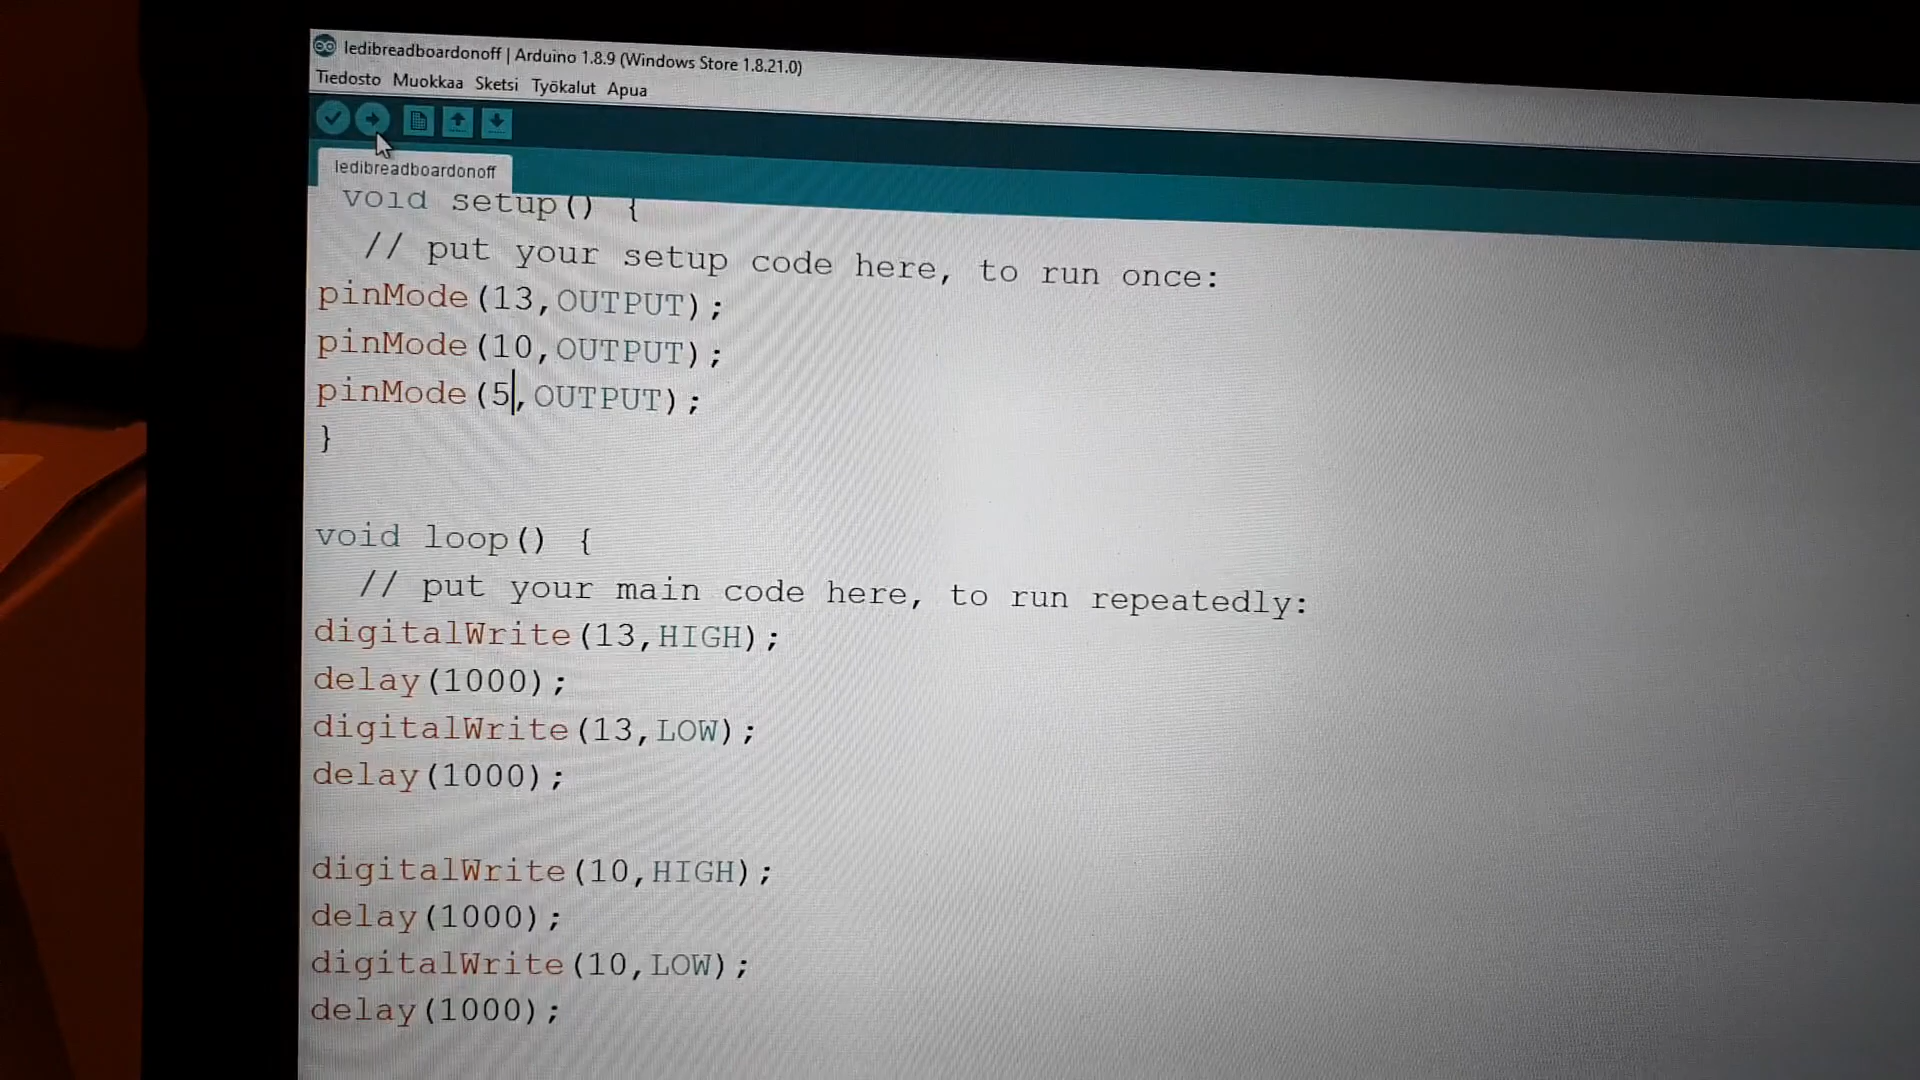 ledibreadboardonoff | Arduino 1.8.9 (Windows Store 1.8.21.0)
Tiedosto Muokkaa Sketsi Työkalut Apua
ledibreadboardonoff
void setup() {
// put your setup code here, to run once:
pinMode(13,OUTPUT);
pinMode(10,OUTPUT);
pinMode(5,OUTPUT);
}
void loop() {
// put your main code here, to run repeatedly:
digitalWrite(13,HIGH);
delay(1000);
digitalWrite(13,LOW);
delay(1000);
digitalWrite(10,HIGH);
delay(1000);
digitalWrite(10,LOW);
delay(1000);